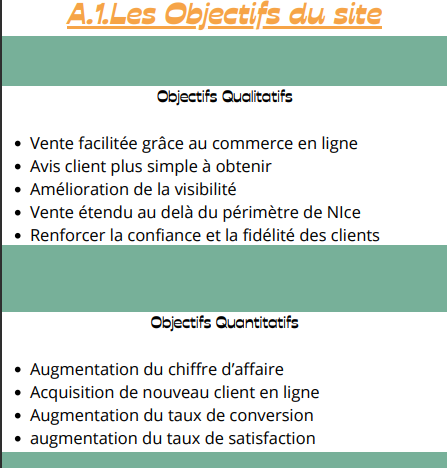 A.1.Les Objectifs du site
Objectifs Qualitatifs
• Vente facilitée grâce au commerce en ligne
• Avis client plus simple à obtenir
• Amélioration de la visibilité
• Vente étendu au delà du périmètre de NIce
• Renforcer la confiance et la fidélité des clients
Objectifs Quantitatifs
• Augmentation du chiffre d'affaire
• Acquisition de nouveau client en ligne
• Augmentation du taux de conversion
• augmentation du taux de satisfaction